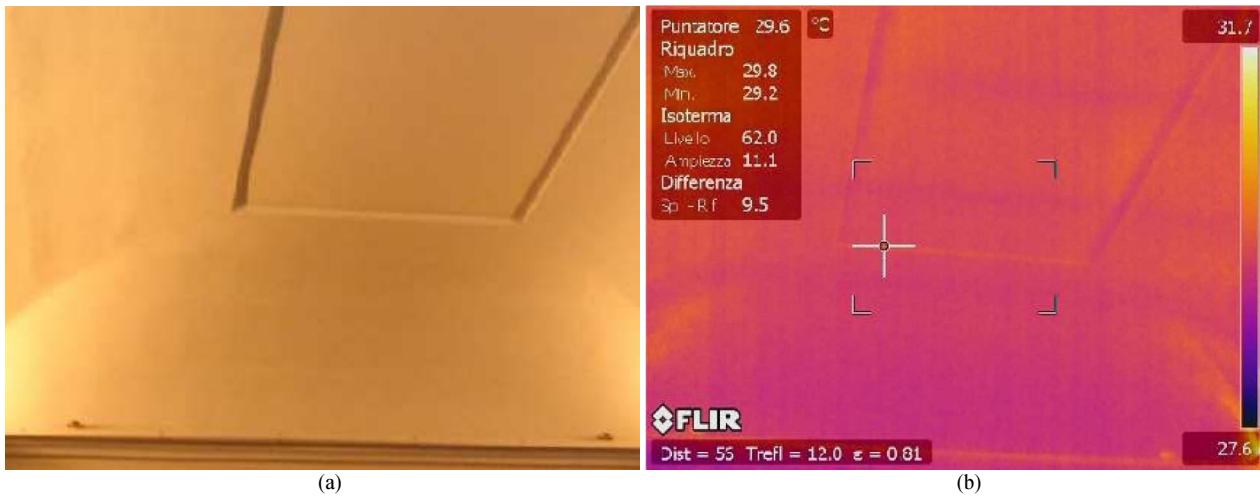 Puntatore 29.6 °C
31.7
Riquadro
Max. 29.8
Min. 29.2
Isoterma
Livello 62.0
Ampiezza 11.1
Differenza
Sp - Rif 9.5
FLIR
Dist = 55 Trefl = 12.0 ε = 0.81
27.6
(a)
(b)